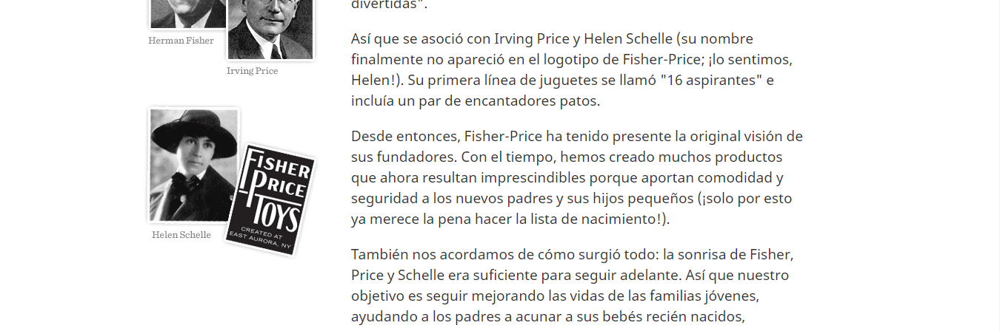 divertidas".
Herman Fisher
Irving Price
Así que se asoció con Irving Price y Helen Schelle (su nombre
finalmente no apareció en el logotipo de Fisher-Price; ¡lo sentimos,
Helen!). Su primera línea de juguetes se llamó "16 aspirantes" e
incluía un par de encantadores patos.
FISHER
PRICE
TOYS
CREATED AT
EAST AURORA, NY
Helen Schelle
Desde entonces, Fisher-Price ha tenido presente la original visión de
sus fundadores. Con el tiempo, hemos creado muchos productos
que ahora resultan imprescindibles porque aportan comodidad y
seguridad a los nuevos padres y sus hijos pequeños (¡solo por esto
ya merece la pena hacer la lista de nacimiento!).
También nos acordamos de cómo surgió todo: la sonrisa de Fisher,
Price y Schelle era suficiente para seguir adelante. Así que nuestro
objetivo es seguir mejorando las vidas de las familias jóvenes,
ayudando a los padres a acunar a sus bebés recién nacidos,